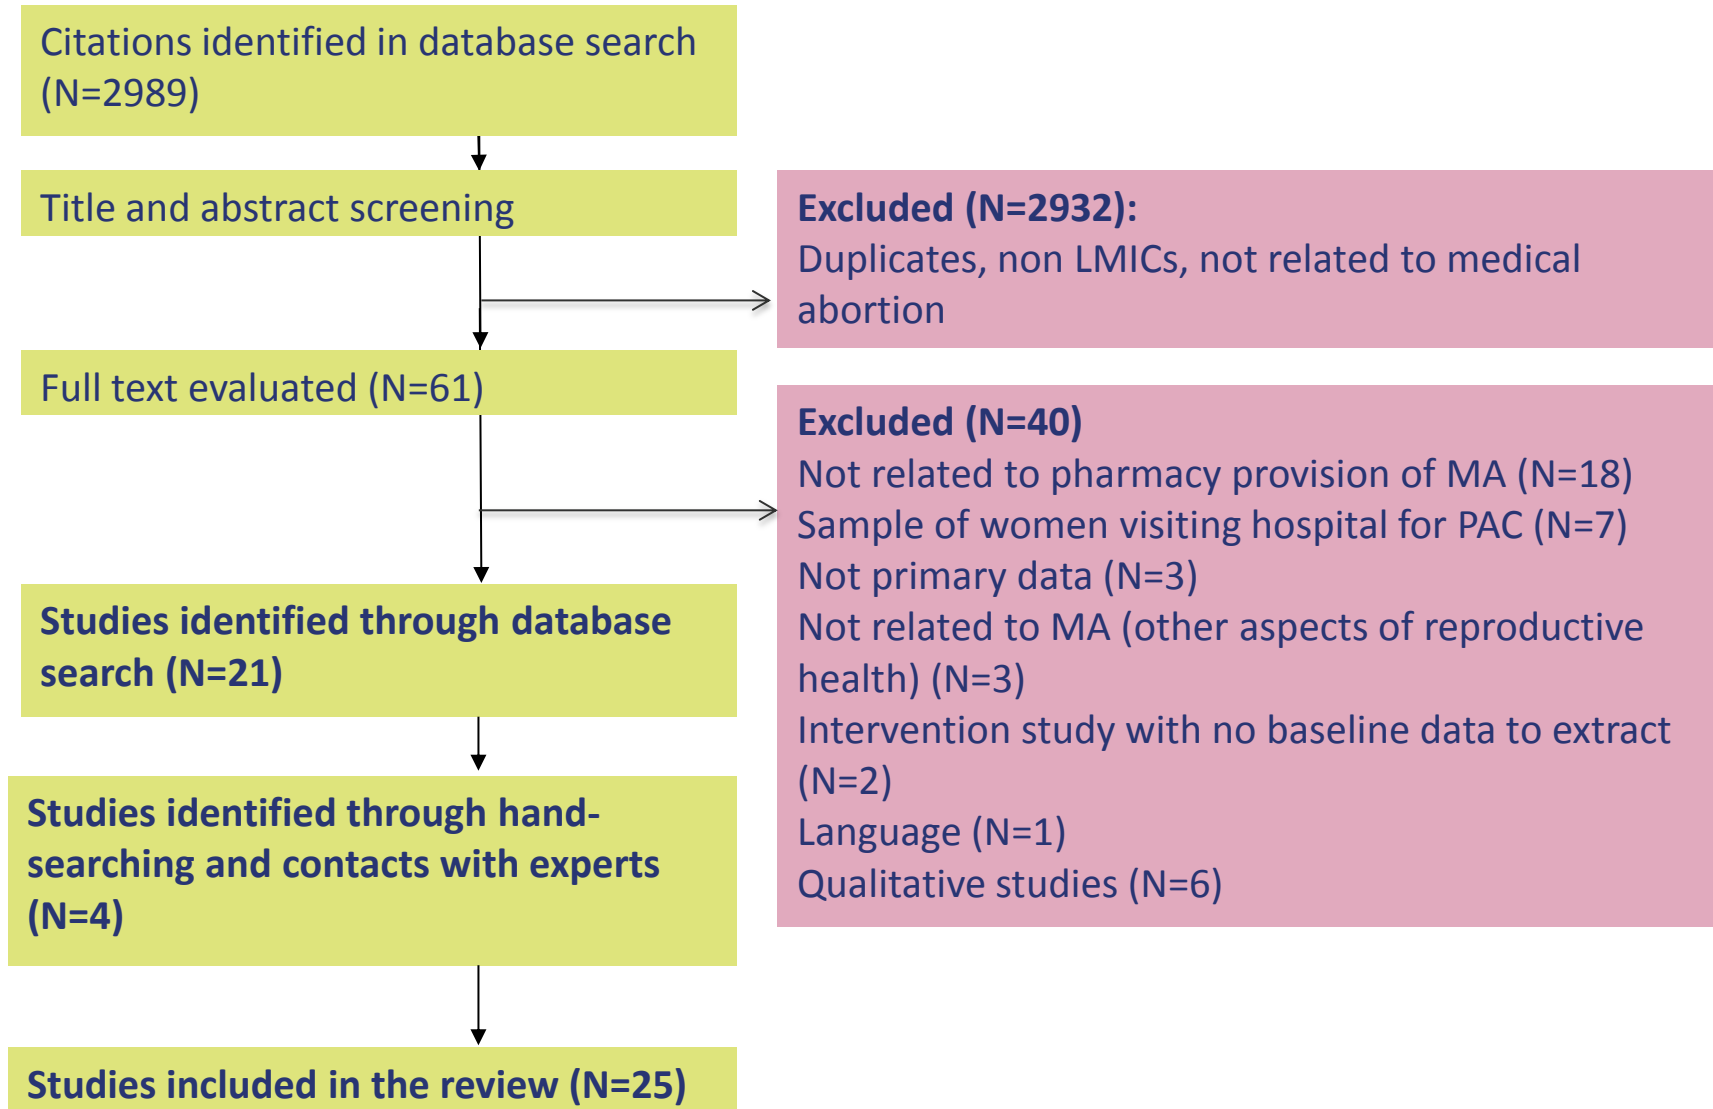 Citations identified in database search
(N=2989)
Title and abstract screening
Excluded (N=2932):
Duplicates, non LMICs, not related to medical
abortion
Full text evaluated (N=61)
Excluded (N=40)
Not related to pharmacy provision of MA (N=18)
Sample of women visiting hospital for PAC (N=7)
Not primary data (N=3)
Not related to MA (other aspects of reproductive
health) (N=3)
Intervention study with no baseline data to extract
(N=2)
Language (N=1)
Qualitative studies (N=6)
Studies identified through database
search (N=21)
Studies identified through hand-
searching and contacts with experts
(N=4)
Studies included in the review (N=25)